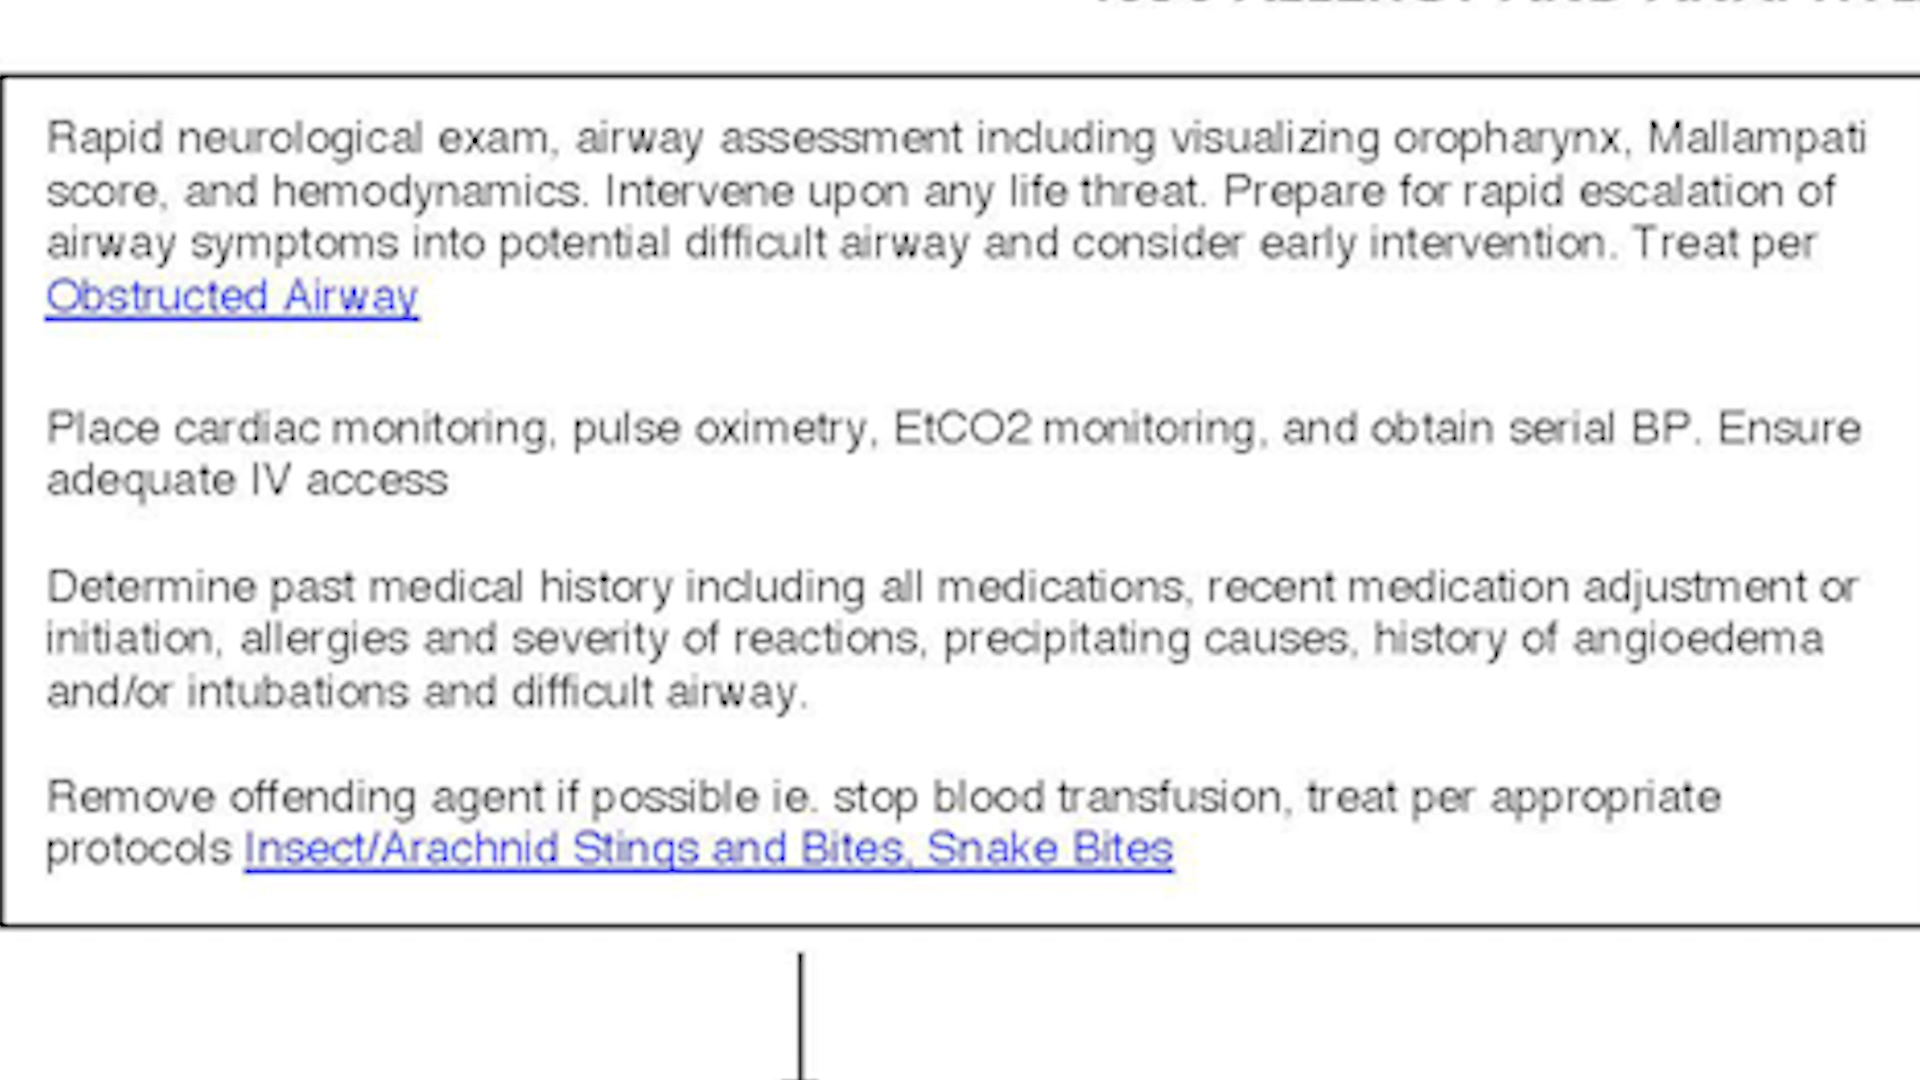 Rapid neurological exam, airway assessment including visualizing oropharynx, Mallampati
score, and hemodynamics. Intervene upon any life threat. Prepare for rapid escalation of
airway symptoms into potential difficult airway and consider early intervention. Treat per
Obstructed Airway
Place cardiac monitoring, pulse oximetry, EtCO2 monitoring, and obtain serial BP. Ensure
adequate IV access
Determine past medical history including all medications, recent medication adjustment or
initiation, allergies and severity of reactions, precipitating causes, history of angioedema
and/or intubations and difficult airway.
Remove offending agent if possible ie. stop blood transfusion, treat per appropriate
protocols Insect/Arachnid Stings and Bites, Snake Bites